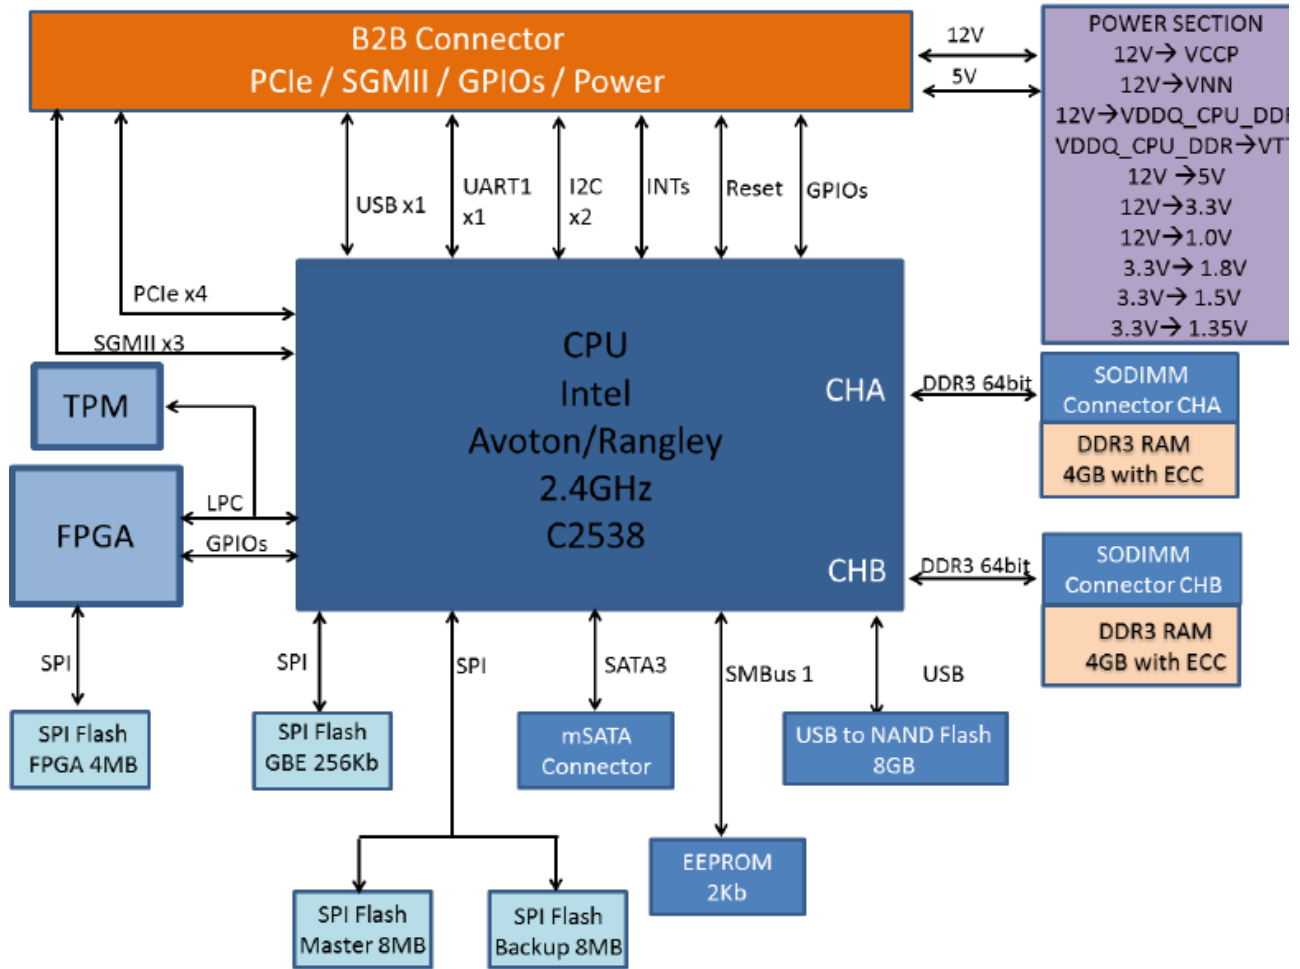 B2B Connector
PCIe / SGMII / GPIOs / Power
12V
5V
POWER SECTION
12V→ VCCP
12V→VNN
12V→VDDQ_CPU_DDR
VDDQ_CPU_DDR→VTT
12V →5V
12V→3.3V
12V→1.0V
3.3V→ 1.8V
3.3V→ 1.5V
3.3V→ 1.35V
USB x1
UART1
x1
I2C
x2
INTs
Reset
GPIOs
PCIe x4
SGMII x3
TPM
FPGA
LPC
GPIOs
CPU
Intel
Avoton/Rangley
2.4GHz
C2538
CHA
CHB
DDR3 64bit
SODIMM
Connector CHA
DDR3 RAM
4GB with ECC
DDR3 64bit
SODIMM
Connector CHB
DDR3 RAM
4GB with ECC
SPI
SPI
SPI
SATA3
SMBus 1
USB
SPI Flash
FPGA 4MB
SPI Flash
GBE 256Kb
mSATA
Connector
USB to NAND Flash
8GB
EEPROM
2Kb
SPI Flash
Master 8MB
SPI Flash
Backup 8MB